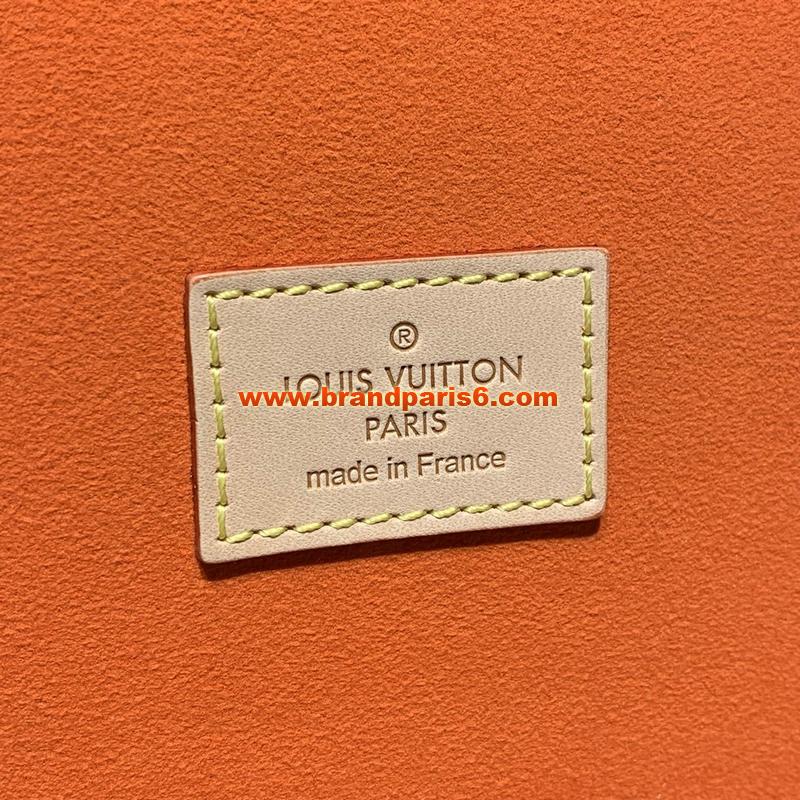 ®
LOUIS VUITTON
www.brandparis6.com
PARIS
made in France